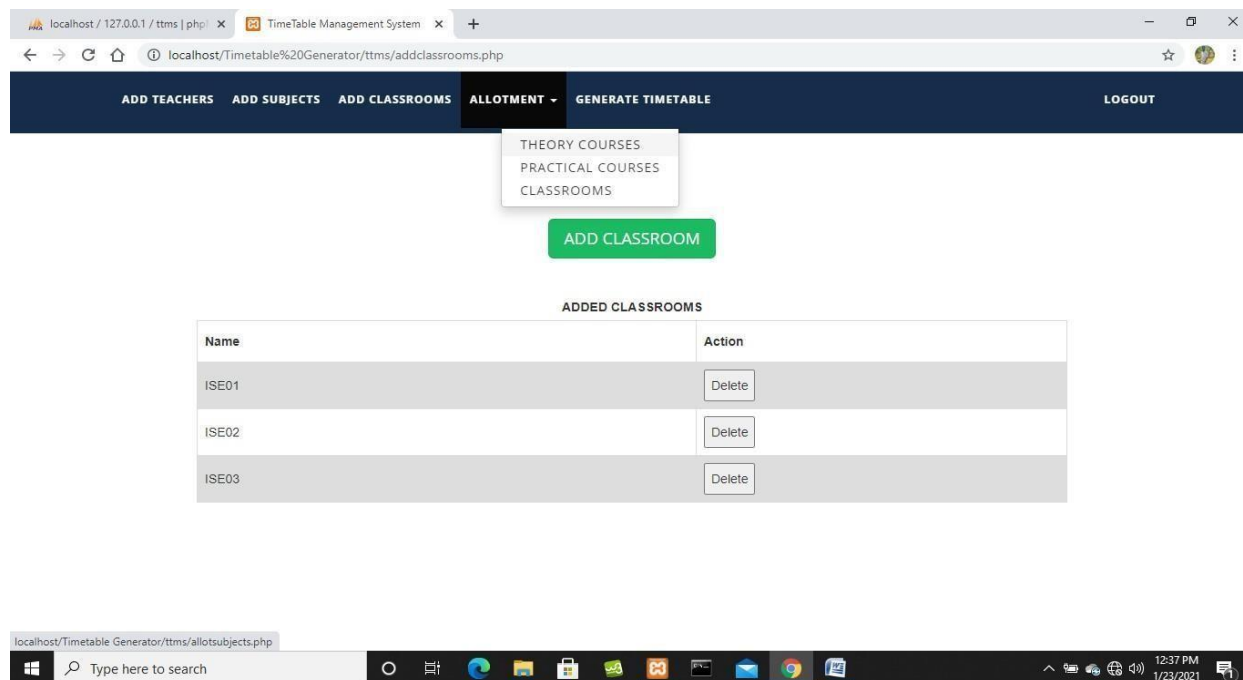 localhost / 127.0.0.1 / ttms | php
TimeTable Management System
localhost/Timetable%20Generator/ttms/addclassrooms.php
ADD TEACHERS ADD SUBJECTS ADD CLASSROOMS ALLOTMENT GENERATE TIMETABLE LOGOUT
THEORY COURSES
PRACTICAL COURSES
CLASSROOMS
ADD CLASSROOM
ADDED CLASSROOMS
Name Action
ISE01 Delete
ISE02 Delete
ISE03 Delete
localhost/Timetable Generator/ttms/allotsubjects.php
Type here to search
12:37 PM
1/23/2021